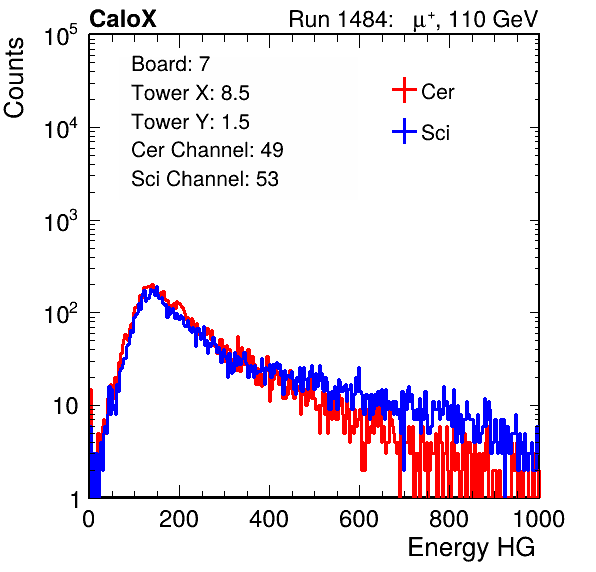 CaloX Run 1484: μ⁺, 110 GeV
Counts
10⁵
10⁴
10³
10²
10
1
Board: 7
Tower X: 8.5
Tower Y: 1.5
Cer Channel: 49
Sci Channel: 53
Cer
Sci
0 200 400 600 800 1000
Energy HG